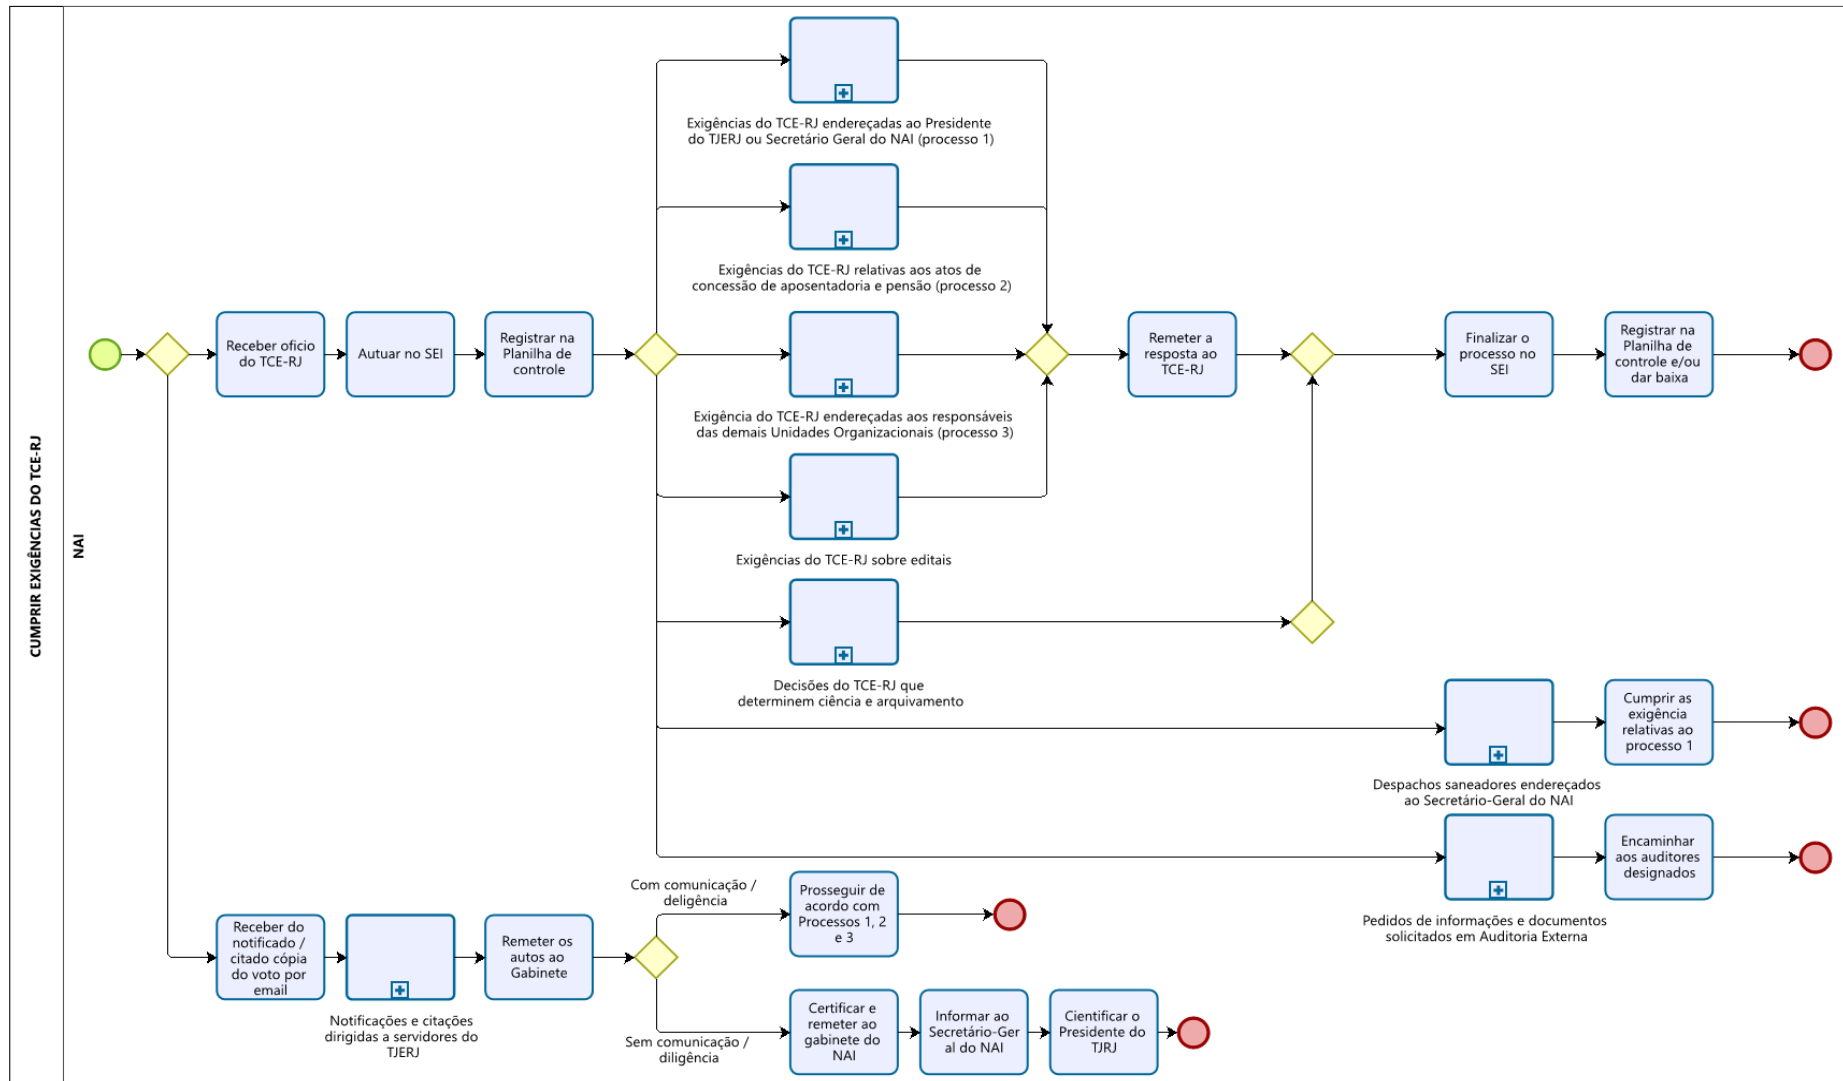 CUMPRIR EXIGÊNCIAS DO TCE-RJ
NAI
Exigências do TCE-RJ endereçadas ao Presidente
do TJERJ ou Secretário Geral do NAI (processo 1)
Exigências do TCE-RJ relativas aos atos de
concessão de aposentadoria e pensão (processo 2)
Receber oficio
do TCE-RJ
Autuar no SEI
Registrar na
Planilha de
controle
Exigência do TCE-RJ endereçadas aos responsáveis
das demais Unidades Organizacionais (processo 3)
Remeter a
resposta ao
TCE-RJ
Finalizar o
processo no
SEI
Registrar na
Planilha de
controle e/ou
dar baixa
Exigências do TCE-RJ sobre editais
Decisões do TCE-RJ que
determinem ciência e arquivamento
Despachos saneadores endereçados
ao Secretário-Geral do NAI
Cumprir as
exigência
relativas ao
processo 1
Pedidos de informações e documentos
solicitados em Auditoria Externa
Encaminhar
aos auditores
designados
Receber do
notificado /
citado cópia
do voto por
email
Notificações e citações
dirigidas a servidores do
TJERJ
Remeter os
autos ao
Gabinete
Com comunicação /
deligência
Prosseguir de
acordo com
Processos 1, 2
e 3
Sem comunicação /
diligência
Certificar e
remeter ao
gabinete do
NAI
Informar ao
Secretário-Ger
al do NAI
Cientificar o
Presidente do
TJRJ